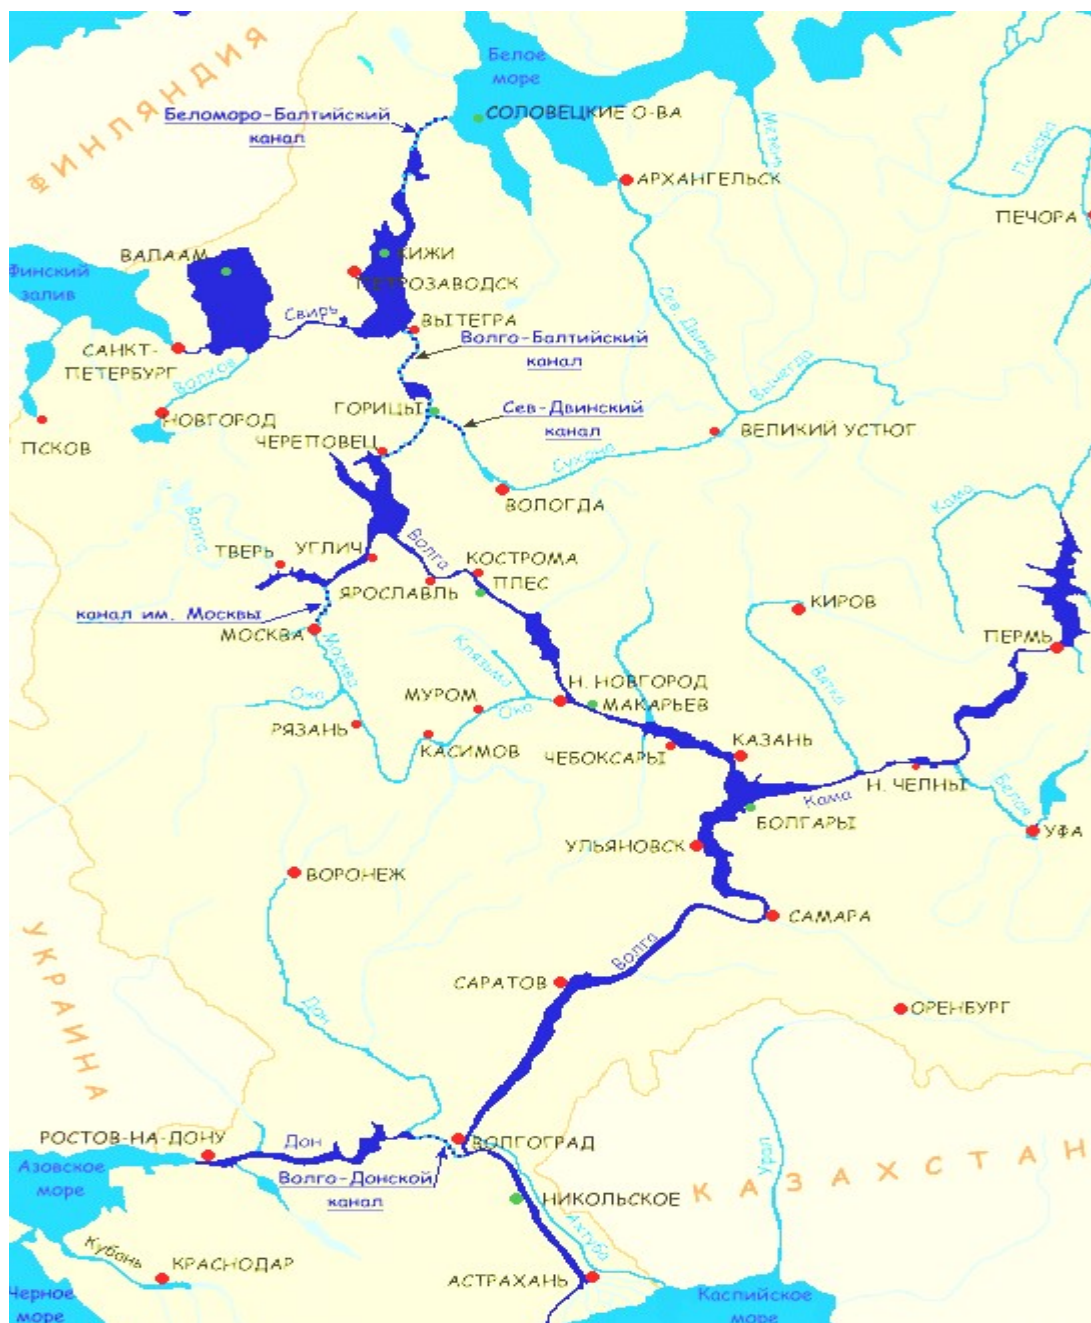 ФИНЛЯНДИЯ
Белое
море
СОЛОВЕЦКИЕ О-ВА
Беломоро-Балтийский
канал
Мезень
Печора
АРХАНГЕЛЬСК
ПЕЧОРА
ВАЛААМ
КИЖИ
Финский
залив
ПЕТРОЗАВОДСК
Свирь
Сев. Двина
ВЫТЕГРА
Волго-Балтийский
канал
САНКТ-
ПЕТЕРБУРГ
Волхов
Вычегда
НОВГОРОД
ГОРИЦЫ
Сев-Двинский
канал
ПСКОВ
ЧЕРЕПОВЕЦ
ВЕЛИКИЙ УСТЮГ
Сухона
ВОЛОГДА
Кама
Волга
ТВЕРЬ
УГЛИЧ
Волга
КОСТРОМА
ПЛЕС
ЯРОСЛАВЛЬ
канал им. Москвы
КИРОВ
МОСКВА
Москва
Клязьма
ПЕРМЬ
Ока
МУРОМ
Ока
Н. НОВГОРОД
МАКАРЬЕВ
Вятка
РЯЗАНЬ
КАСИМОВ
ЧЕБОКСАРЫ
КАЗАНЬ
Кама
Н. ЧЕЛНЫ
Белая
БОЛГАРЫ
УФА
УЛЬЯНОВСК
ВОРОНЕЖ
САМАРА
УКРАИНА
Волга
САРАТОВ
ОРЕНБУРГ
Дон
РОСТОВ-НА-ДОНУ
Дон
ВОЛГОГРАД
Урал
КАЗАХСТАН
Азовское
море
Волго-Донской
канал
НИКОЛЬСКОЕ
Ахтуба
Кубань
КРАСНОДАР
АСТРАХАНЬ
Черное
море
Каспийское
море